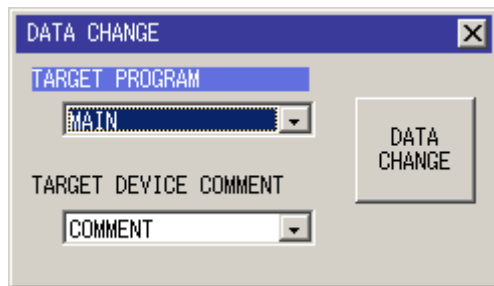 DATA CHANGE
TARGET PROGRAM
MAIN
DATA
CHANGE
TARGET DEVICE COMMENT
COMMENT